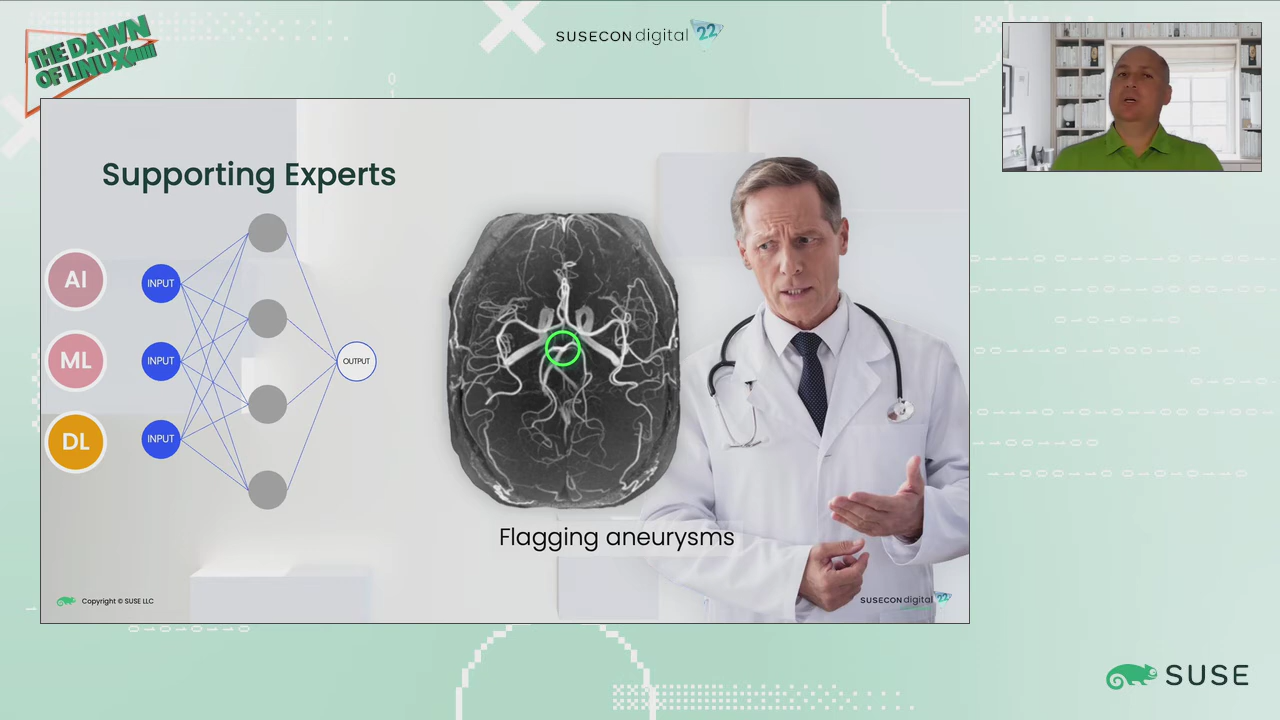 THE DAWN
OF LINUX
SUSECON digital 22
Supporting Experts
AI
ML
DL
INPUT
INPUT
INPUT
OUTPUT
Flagging aneurysms
Copyright © SUSE LLC
SUSECON digital 22
SUSE